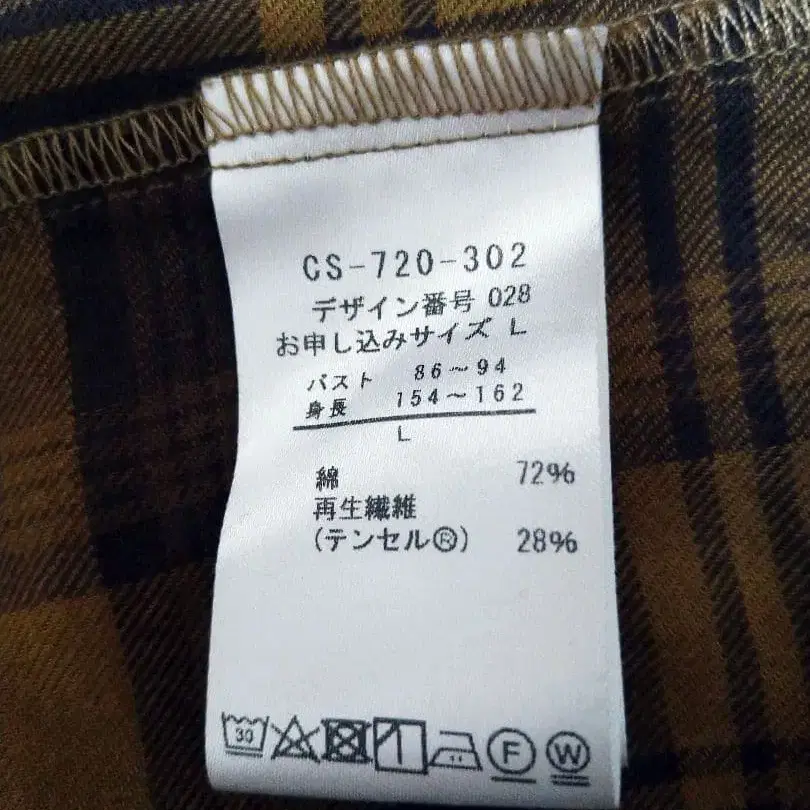 CS-720-302
デザイン番号 028
お申し込みサイズ L
バスト 86～94
身長 154～162
L
綿 72%
再生繊維
(テンセル®) 28%
30 F W